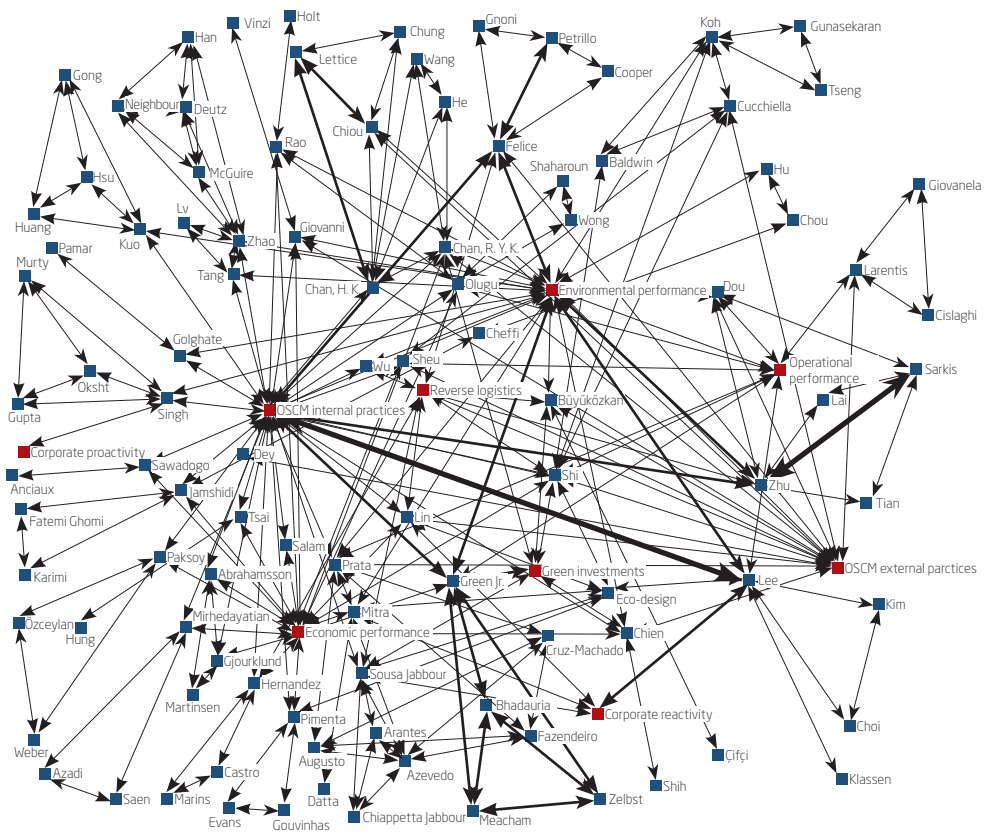 Holt
Vinzi
Gnoni
Koh
Gunasekaran
Han
Chung
Petrillo
Lettice
Wang
Cooper
Gong
Tseng
Neighbour
Deutz
He
Cucchiella
Chiou
Rao
Felice
Shaharoun
Baldwin
McGuire
Hu
Hsu
Giovanela
Lv
Huang
Wong
Chou
Kuo
Giovanni
Zhao
Pamar
Chan, R. Y. K.
Murty
Tang
Larentis
Chan, H. K.
Olugu
Environmental performance
Dou
Cislaghi
Cheffi
Golghate
Wu
Sheu
Operational
performance
Sarkis
Oksht
Reverse logistics
Gupta
Singh
OSCM internal practices
Büyüközkan
Lai
Corporate proactivity
Dey
Sawadogo
Anciaux
Shi
Zhu
Jamshidi
Tian
Fatemi Ghomi
Tsai
Lin
Salam
Paksoy
Prata
Karimi
Abrahamsson
Green Jr.
Green investments
Lee
OSCM external parctices
Eco-design
Kim
Özceylan
Hung
Mirhedayatian
Mitra
Economic performance
Chien
Cruz-Machado
Gjourklund
Sousa Jabbour
Hernandez
Martinsen
Bhadauria
Corporate reactivity
Pimenta
Choi
Weber
Arantes
Fazendeiro
Augusto
Çifçi
Azadi
Castro
Azevedo
Klassen
Datta
Shih
Saen
Marins
Evans
Gouvinhas
Chiappetta Jabbour
Meacham
Zelbst